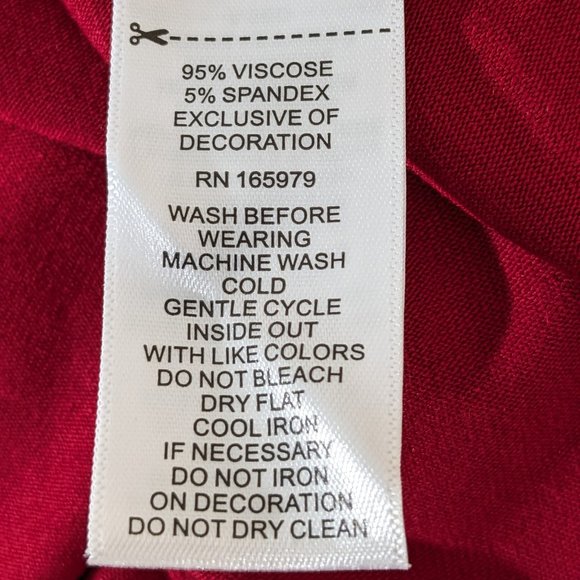 95% VISCOSE
5% SPANDEX
EXCLUSIVE OF
DECORATION
RN 165979
WASH BEFORE
WEARING
MACHINE WASH
COLD
GENTLE CYCLE
INSIDE OUT
WITH LIKE COLORS
DO NOT BLEACH
DRY FLAT
COOL IRON
IF NECESSARY
DO NOT IRON
ON DECORATION
DO NOT DRY CLEAN